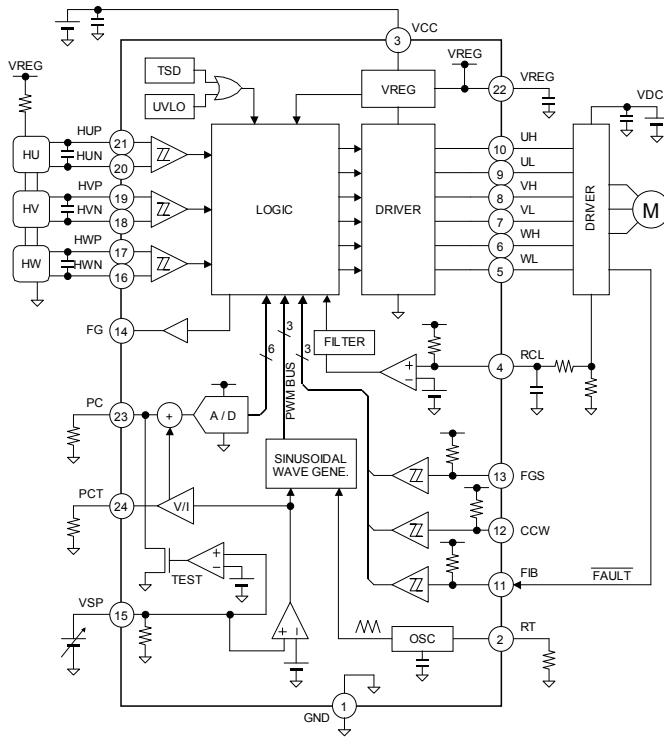 VCC
3
VREG
TSD
UVLO
VREG
VREG
22
VDC
HUP
21
HU
HUN
20
HVP
19
HV
HVN
18
HWP
17
HW
HWN
16
LOGIC
DRIVER
10
UH
9
UL
8
VH
7
VL
6
WH
5
WL
DRIVER
M
FG
14
6
PWM BUS
3
3
FILTER
+
−
4
RCL
PC
23
+
A / D
SINUSOIDAL
WAVE GENE.
13
FGS
PCT
24
V/I
12
CCW
TEST
+
−
11
FIB
FAULT
VSP
15
+
−
OSC
2
RT
GND
1